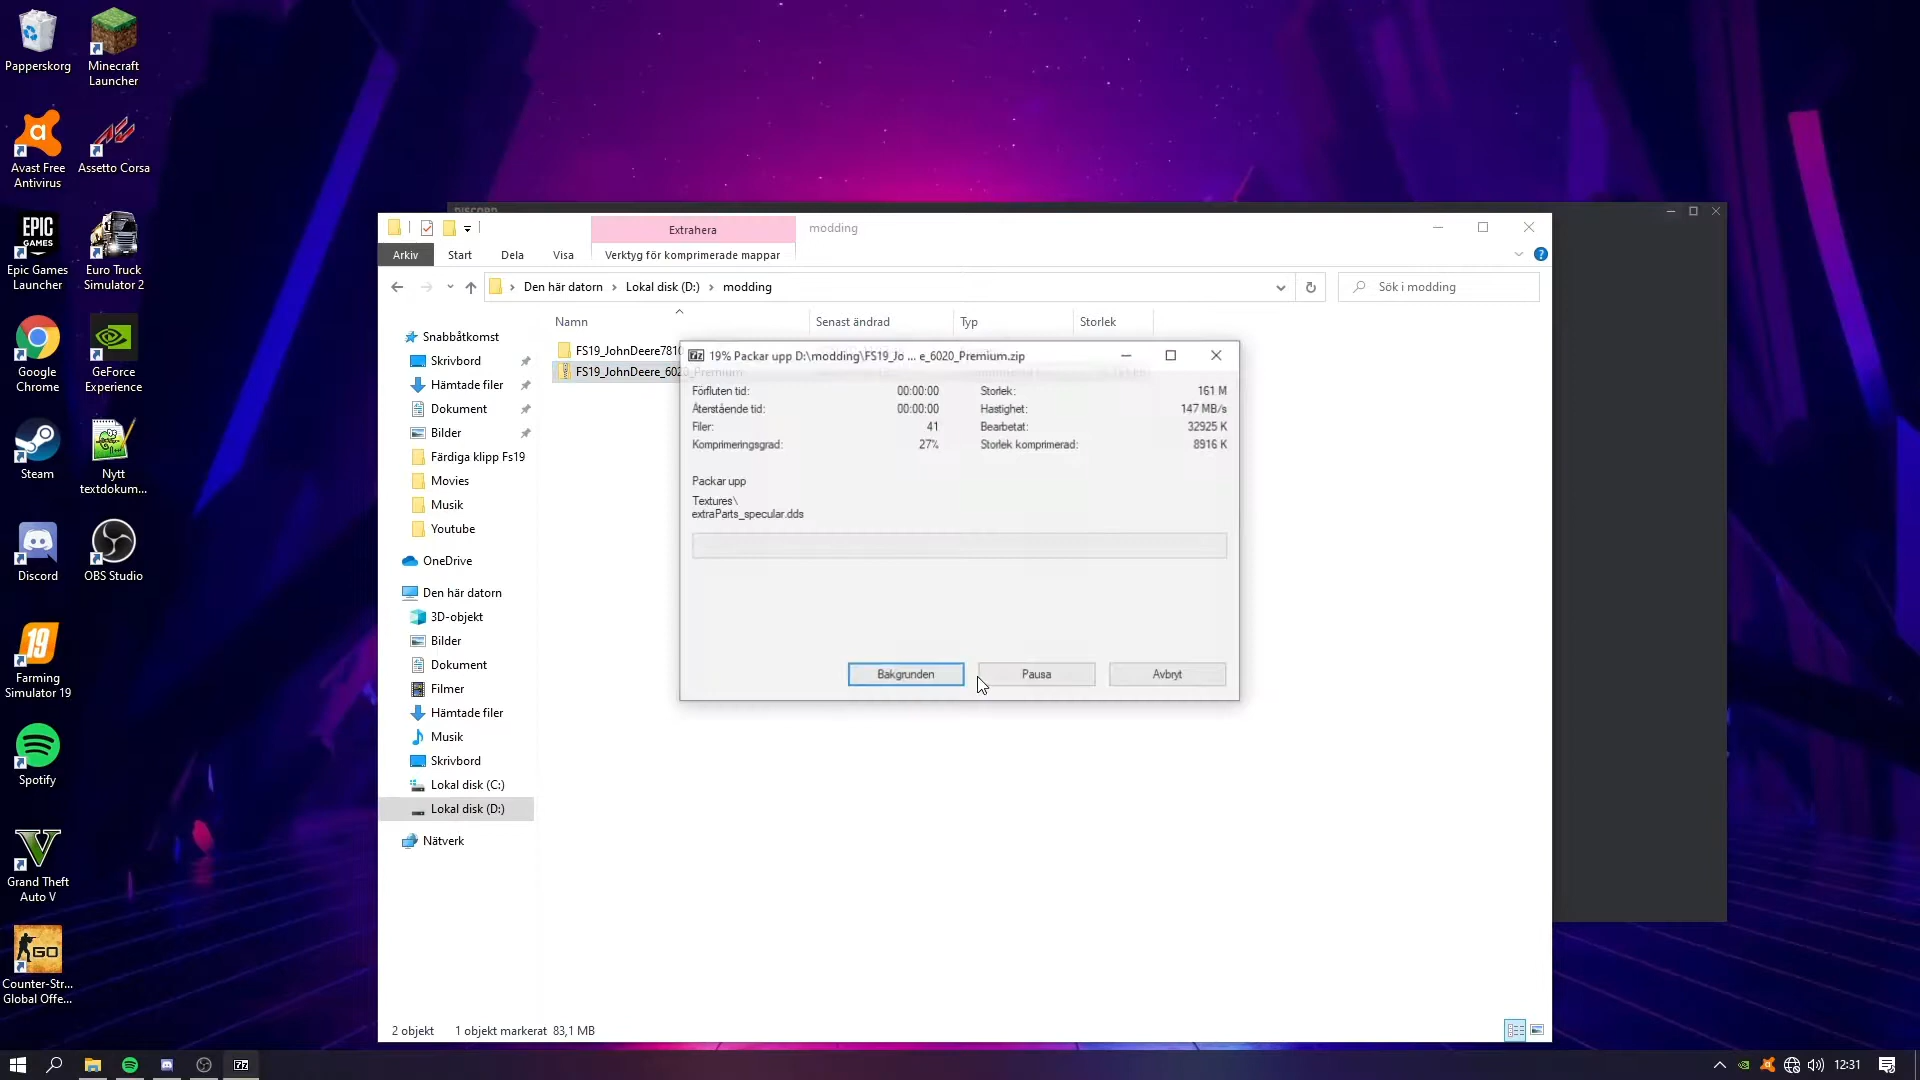 Papperskorg
Minecraft
Launcher
Avast Free
Antivirus
Assetto Corsa
EPIC
GAMES
Epic Games
Launcher
Euro Truck
Simulator 2
Google
Chrome
GeForce
Experience
Steam
Nytt
textdokum...
Discord
OBS Studio
19
Farming
Simulator 19
Spotify
Grand Theft
Auto V
GO
Counter-Str...
Global Offe...
DISCORD
Extrahera
modding
Arkiv
Start
Dela
Visa
Verktyg för komprimerade mappar
Den här datorn
Lokal disk (D:)
modding
Sök i modding
Namn
Senast ändrad
Typ
Storlek
Snabbåtkomst
Skrivbord
Hämtade filer
Dokument
Bilder
Färdiga klipp Fs19
Movies
Musik
Youtube
OneDrive
Den här datorn
3D-objekt
Bilder
Dokument
Filmer
Hämtade filer
Musik
Skrivbord
Lokal disk (C:)
Lokal disk (D:)
Nätverk
FS19_JohnDeere7810
FS19_JohnDeere_6020_Premium
19% Packar upp D:\modding\FS19_Jo ... e_6020_Premium.zip
Förfluten tid: 00:00:00 Storlek: 161 M
Återstående tid: 00:00:00 Hastighet: 147 MB/s
Filer: 41 Bearbetat: 32925 K
Komprimeringsgrad: 27% Storlek komprimerad: 8916 K
Packar upp
Textures\
extraParts_specular.dds
Bakgrunden
Pausa
Avbryt
2 objekt
1 objekt markerat 83,1 MB
12:31